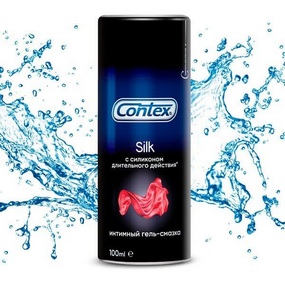 Contex
Silk
с силиконом
длительного действия*
интимный гель-смазка
100ml e